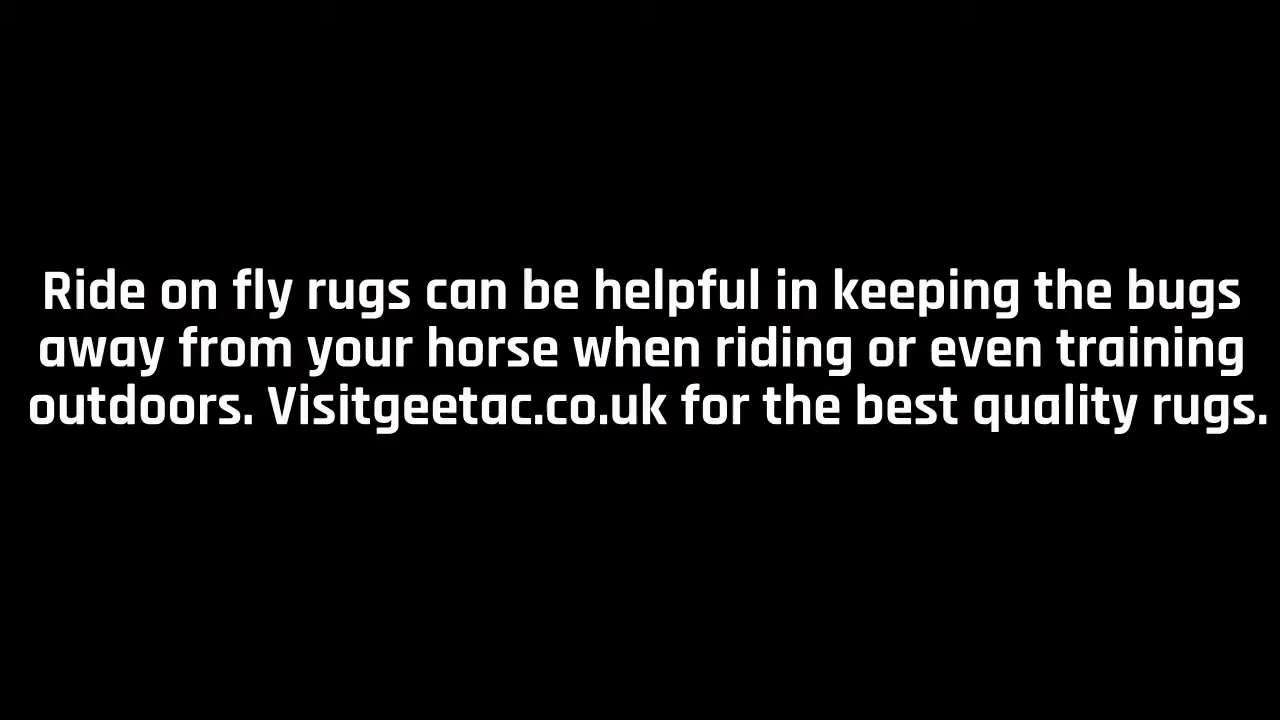 Ride on fly rugs can be helpful in keeping the bugs
away from your horse when riding or even training
outdoors. Visitgeetac.co.uk for the best quality rugs.